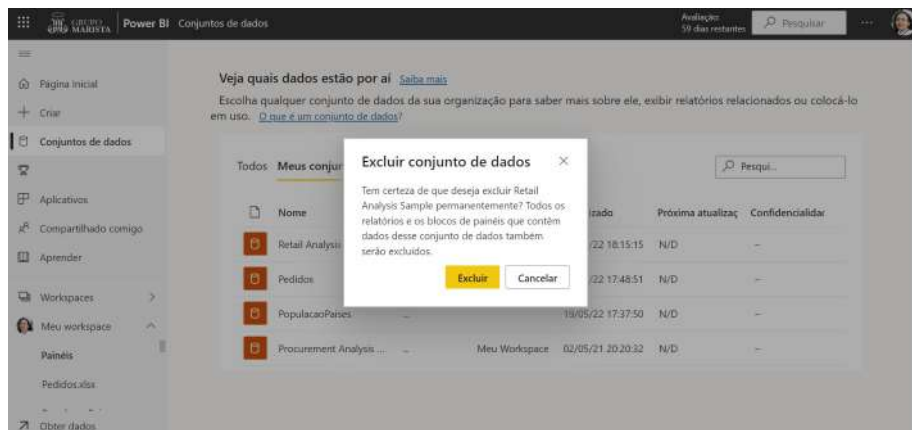 GRUPO
MARISTA
Power BI Conjuntos de dados
Avaliação:
59 dias restantes
Pesquisar
Página Inicial
Criar
Conjuntos de dados
Aplicativos
Compartilhado comigo
Aprender
Workspaces
Meu workspace
Painéis
Pedidos.xlsx
Obter dados
Veja quais dados estão por aí Saiba mais
Escolha qualquer conjunto de dados da sua organização para saber mais sobre ele, exibir relatórios relacionados ou colocá-lo
em uso. O que é um conjunto de dados?
Todos Meus conjun
Pesqui...
Nome
izado Próxima atualizaç Confidencialidad
Retail Analysis
/22 18:15:15 N/D –
Pedidos
/22 17:48:51 N/D –
PopulacaoPaises ... 19/05/22 17:37:50 N/D –
Procurement Analysis ... ... Meu Workspace 02/05/21 20:20:32 N/D –
Excluir conjunto de dados
Tem certeza de que deseja excluir Retail
Analysis Sample permanentemente? Todos os
relatórios e os blocos de painéis que contêm
dados desse conjunto de dados também
serão excluídos.
Excluir Cancelar